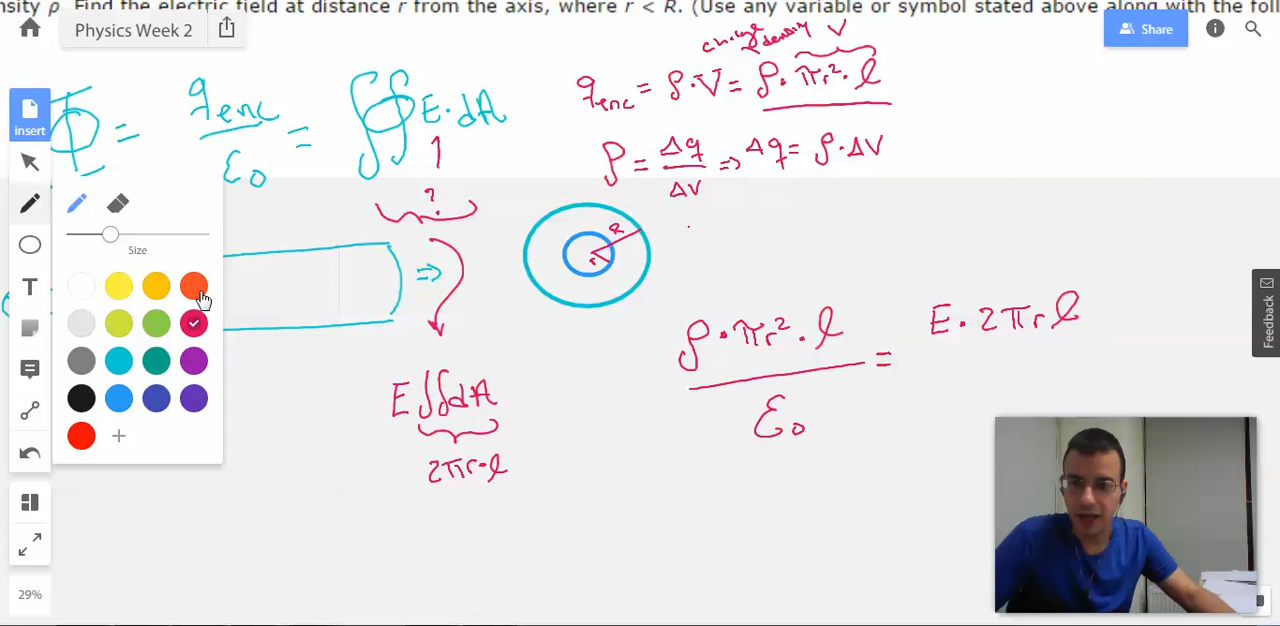 nsity ρ. Find the electric field at distance r from the axis, where r < R. (Use any variable or symbol stated above along with the foll
Physics Week 2
Share
insert
Size
29%
Feedback
charge density V
q_enc = ρ·V = ρ·πr²·l
Φ_E = q_enc/ε₀ = ∯ E·dA
ρ = Δq/ΔV ⇒ Δq = ρ·ΔV
?
R
r
⇒
ρ·πr²·l/ε₀ = E·2πrl
E∬dA
2πr·l